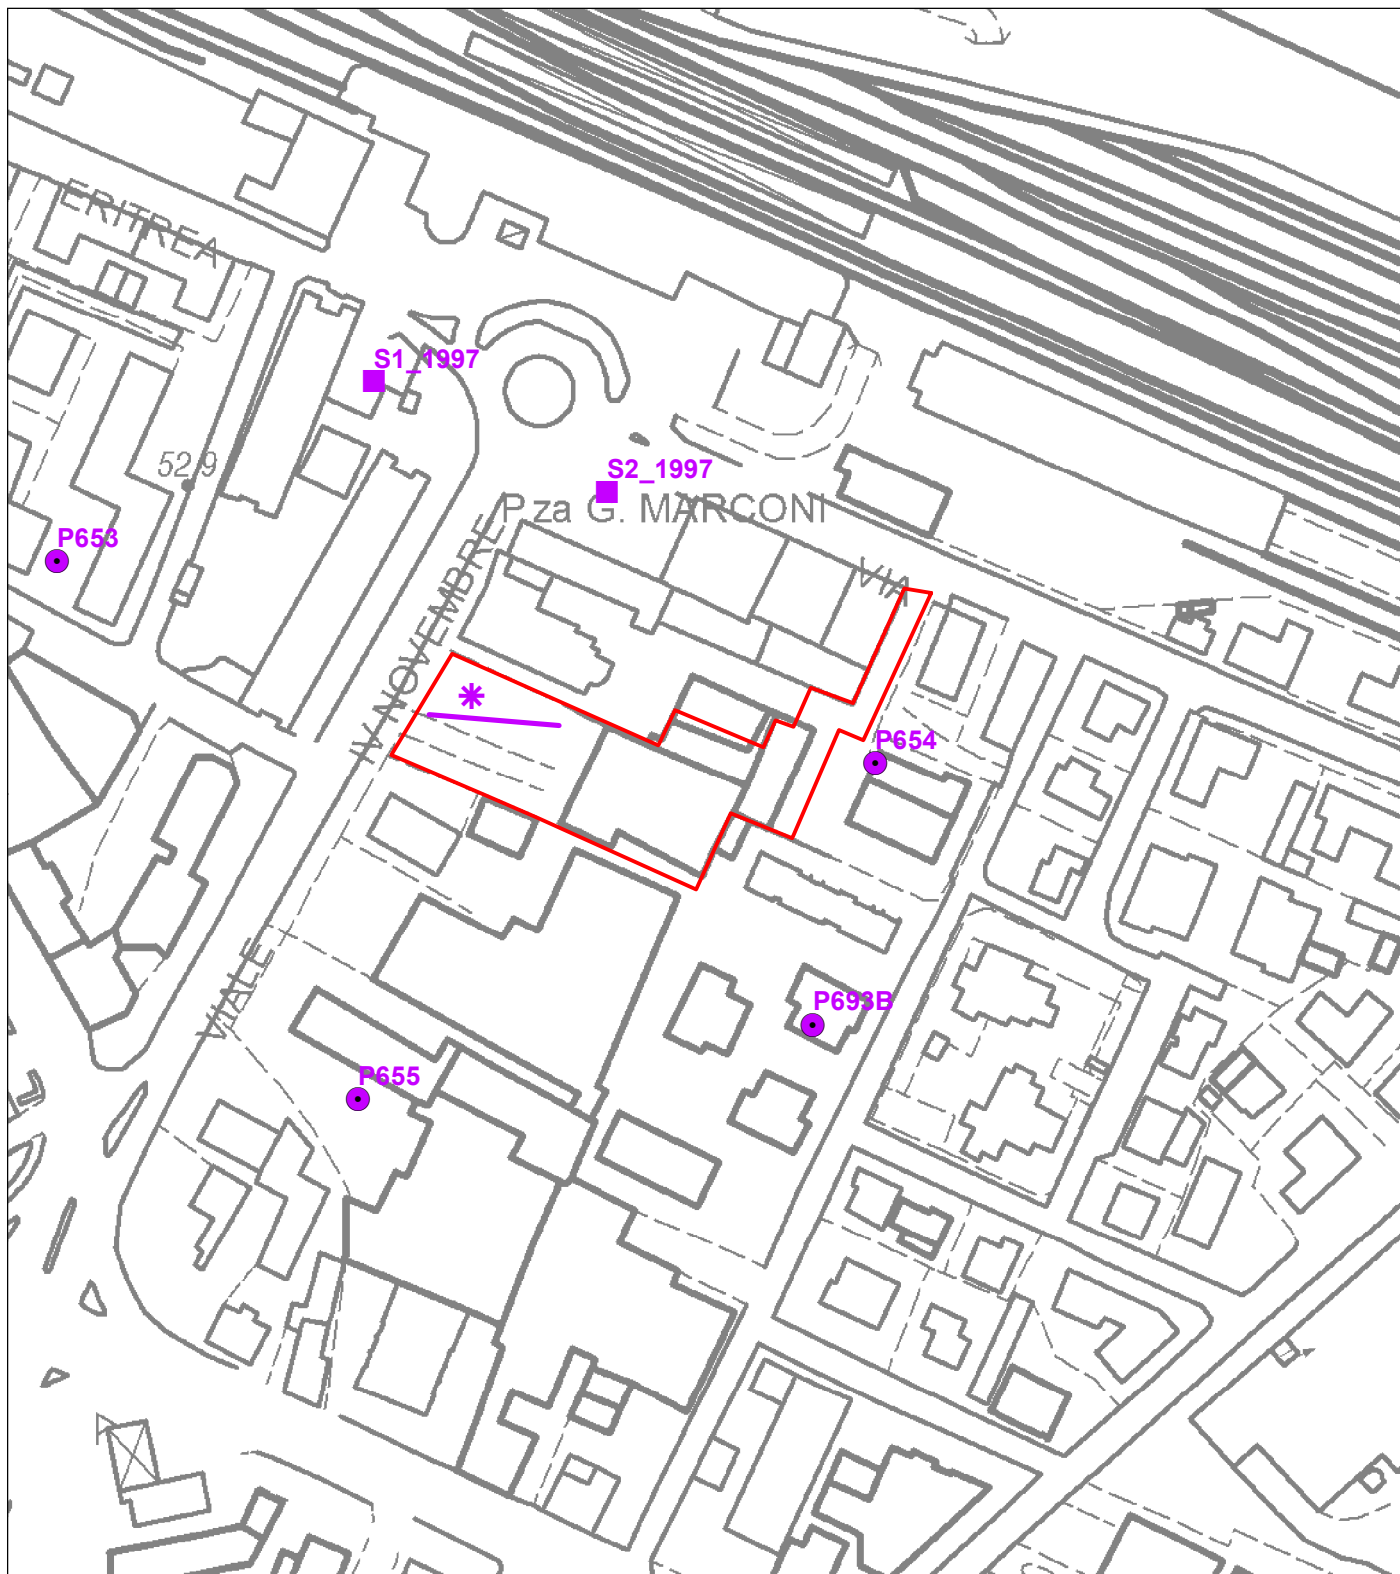 ERITREA
S1_1997
52.9
S2_1997
P.za G. MARCONI
P653
VIA
IV NOVEMBRE
P654
VIALE
P693B
P655